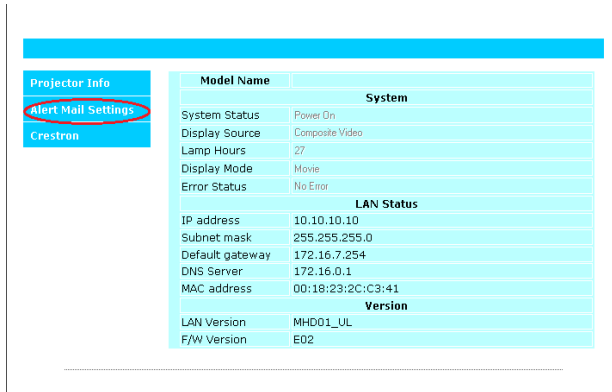 Projector Info
Alert Mail Settings
Crestron
Model Name
System
System Status Power On
Display Source Composite Video
Lamp Hours 27
Display Mode Movie
Error Status No Error
LAN Status
IP address 10.10.10.10
Subnet mask 255.255.255.0
Default gateway 172.16.7.254
DNS Server 172.16.0.1
MAC address 00:18:23:2C:C3:41
Version
LAN Version MHD01_UL
F/W Version E02